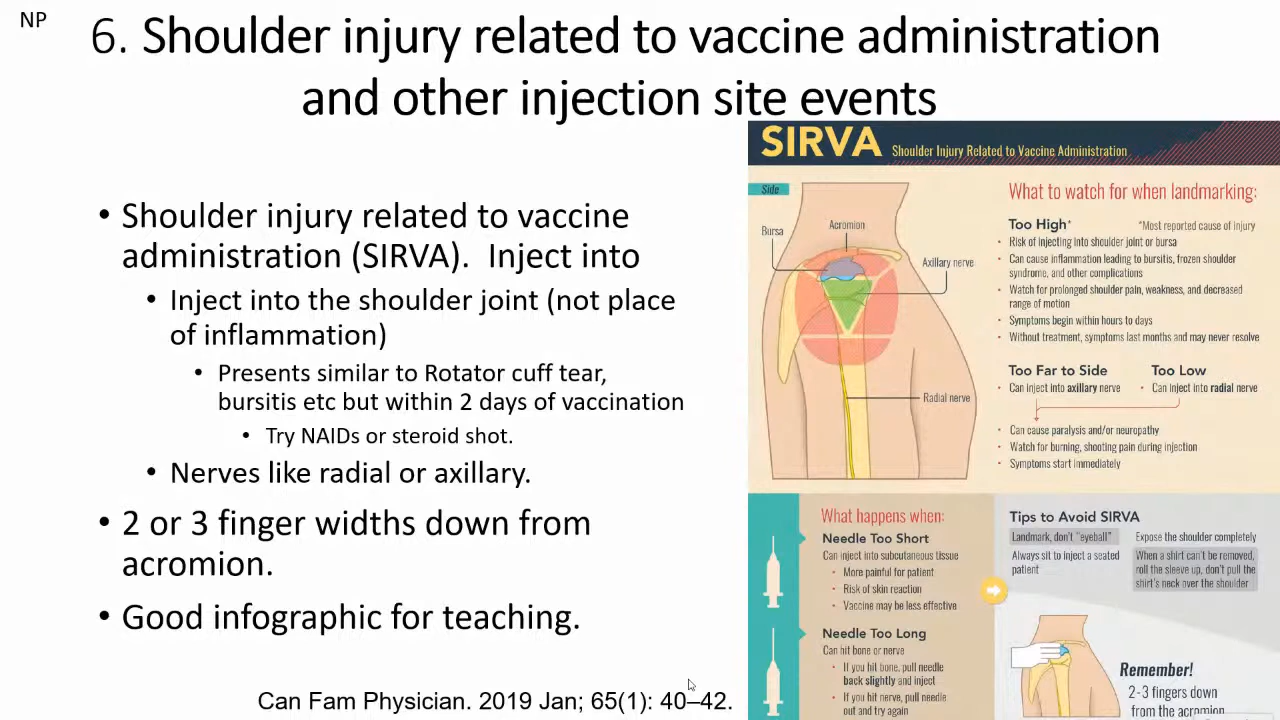 NP
6. Shoulder injury related to vaccine administration
and other injection site events
• Shoulder injury related to vaccine
administration (SIRVA).  Inject into
• Inject into the shoulder joint (not place
of inflammation)
• Presents similar to Rotator cuff tear,
bursitis etc but within 2 days of vaccination
• Try NAIDs or steroid shot.
• Nerves like radial or axillary.
• 2 or 3 finger widths down from
acromion.
• Good infographic for teaching.
Can Fam Physician. 2019 Jan; 65(1): 40–42.
SIRVA Shoulder Injury Related to Vaccine Administration
Side
Bursa
Acromion
Axillary nerve
Radial nerve
What to watch for when landmarking:
Too High* *Most reported cause of injury
• Risk of injecting into shoulder joint or bursa
• Can cause inflammation leading to bursitis, frozen shoulder
syndrome, and other complications
• Watch for prolonged shoulder pain, weakness, and decreased
range of motion
• Symptoms begin within hours to days
• Without treatment, symptoms last months and may never resolve
Too Far to Side
• Can inject into axillary nerve
Too Low
• Can inject into radial nerve
• Can cause paralysis and/or neuropathy
• Watch for burning, shooting pain during injection
• Symptoms start immediately
What happens when:
Needle Too Short
Can inject into subcutaneous tissue
• More painful for patient
• Risk of skin reaction
• Vaccine may be less effective
Needle Too Long
Can hit bone or nerve
• If you hit bone, pull needle
back slightly and inject
• If you hit nerve, pull needle
out and try again
Tips to Avoid SIRVA
Landmark, don't "eyeball"
Always sit to inject a seated
patient
Expose the shoulder completely
When a shirt can't be removed,
roll the sleeve up, don't pull the
shirt's neck over the shoulder
Remember!
2-3 fingers down
from the acromion